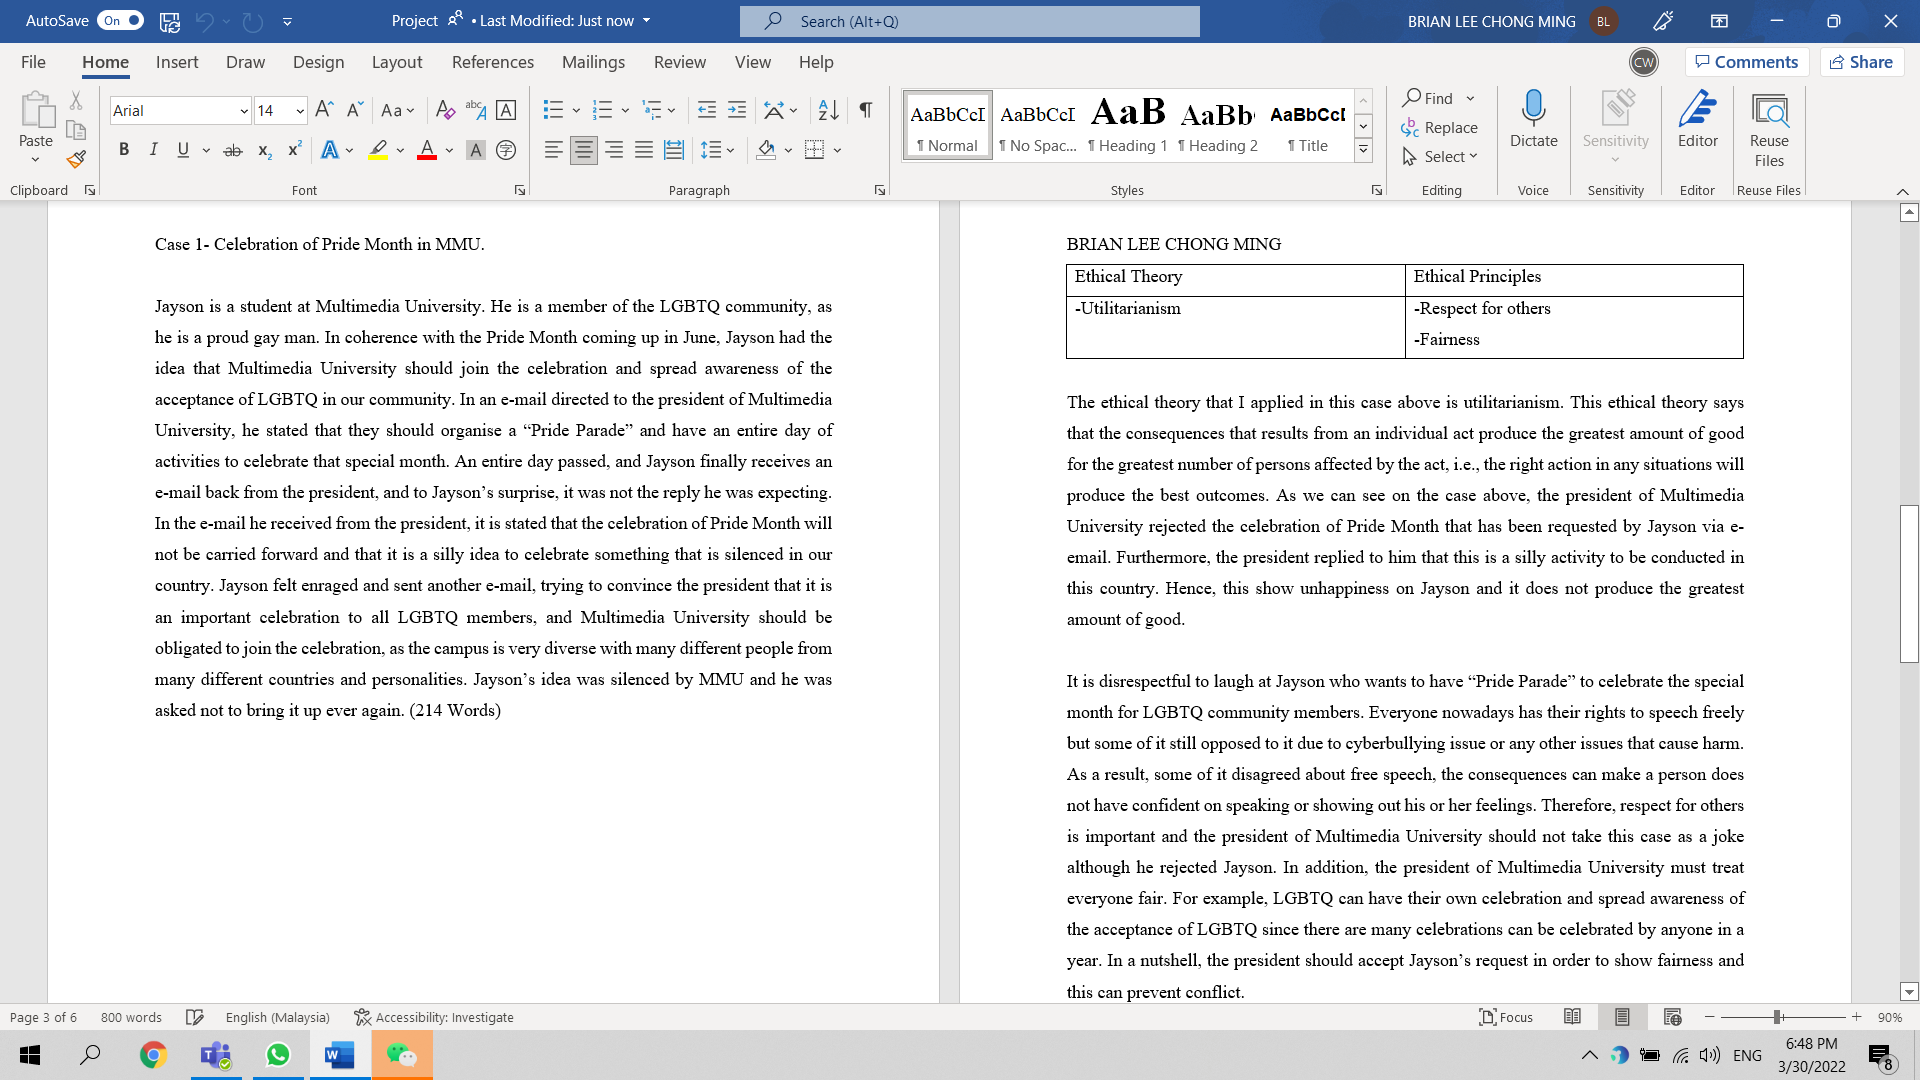 AutoSave On Project • Last Modified: Just now Search (Alt+Q) BRIAN LEE CHONG MING BL
File Home Insert Draw Design Layout References Mailings Review View Help CW Comments Share
Paste Arial 14 Aa AaBbCcI AaBbCcI AaB AaBb AaBbCcI Find Replace Select Dictate Sensitivity Editor Reuse Files
¶ Normal ¶ No Spac... ¶ Heading 1 ¶ Heading 2 ¶ Title
Clipboard Font Paragraph Styles Editing Voice Sensitivity Editor Reuse Files
Case 1- Celebration of Pride Month in MMU.
Jayson is a student at Multimedia University. He is a member of the LGBTQ community, as
he is a proud gay man. In coherence with the Pride Month coming up in June, Jayson had the
idea that Multimedia University should join the celebration and spread awareness of the
acceptance of LGBTQ in our community. In an e-mail directed to the president of Multimedia
University, he stated that they should organise a “Pride Parade” and have an entire day of
activities to celebrate that special month. An entire day passed, and Jayson finally receives an
e-mail back from the president, and to Jayson’s surprise, it was not the reply he was expecting.
In the e-mail he received from the president, it is stated that the celebration of Pride Month will
not be carried forward and that it is a silly idea to celebrate something that is silenced in our
country. Jayson felt enraged and sent another e-mail, trying to convince the president that it is
an important celebration to all LGBTQ members, and Multimedia University should be
obligated to join the celebration, as the campus is very diverse with many different people from
many different countries and personalities. Jayson’s idea was silenced by MMU and he was
asked not to bring it up ever again. (214 Words)
BRIAN LEE CHONG MING
Ethical Theory Ethical Principles
-Utilitarianism -Respect for others
-Fairness
The ethical theory that I applied in this case above is utilitarianism. This ethical theory says
that the consequences that results from an individual act produce the greatest amount of good
for the greatest number of persons affected by the act, i.e., the right action in any situations will
produce the best outcomes. As we can see on the case above, the president of Multimedia
University rejected the celebration of Pride Month that has been requested by Jayson via e-
email. Furthermore, the president replied to him that this is a silly activity to be conducted in
this country. Hence, this show unhappiness on Jayson and it does not produce the greatest
amount of good.
It is disrespectful to laugh at Jayson who wants to have “Pride Parade” to celebrate the special
month for LGBTQ community members. Everyone nowadays has their rights to speech freely
but some of it still opposed to it due to cyberbullying issue or any other issues that cause harm.
As a result, some of it disagreed about free speech, the consequences can make a person does
not have confident on speaking or showing out his or her feelings. Therefore, respect for others
is important and the president of Multimedia University should not take this case as a joke
although he rejected Jayson. In addition, the president of Multimedia University must treat
everyone fair. For example, LGBTQ can have their own celebration and spread awareness of
the acceptance of LGBTQ since there are many celebrations can be celebrated by anyone in a
year. In a nutshell, the president should accept Jayson’s request in order to show fairness and
this can prevent conflict.
Page 3 of 6 800 words English (Malaysia) Accessibility: Investigate Focus 90%
ENG 6:48 PM
3/30/2022 8